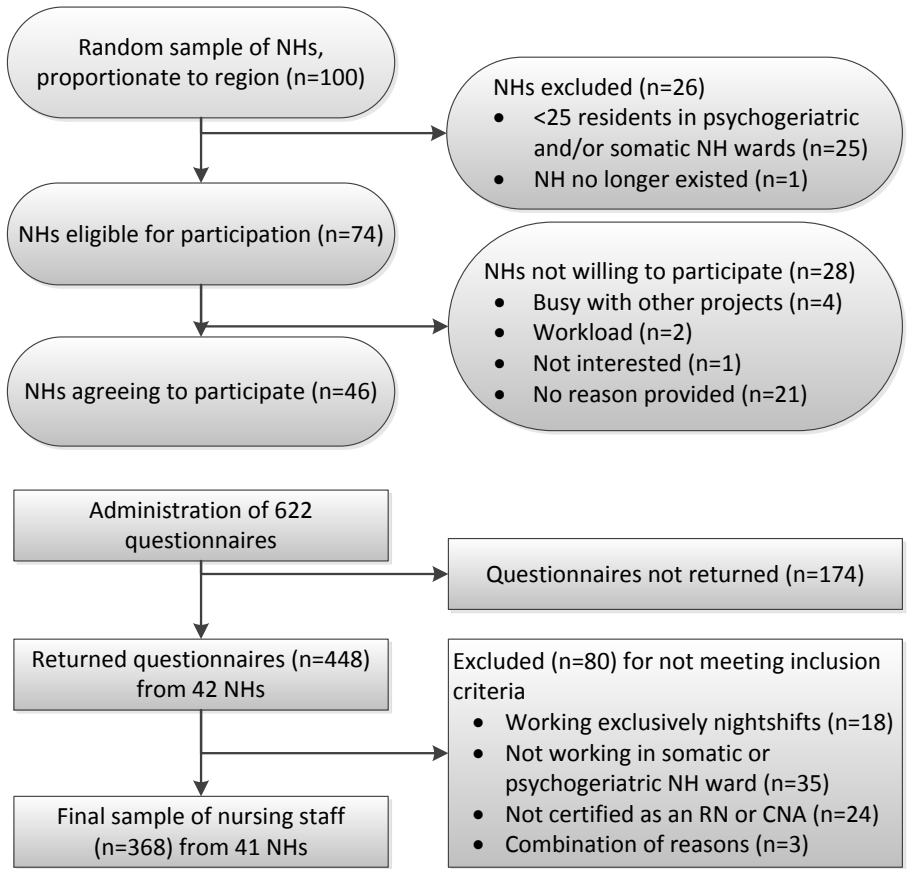 Random sample of NHs,
proportionate to region (n=100)
NHs excluded (n=26)
• <25 residents in psychogeriatric
and/or somatic NH wards (n=25)
• NH no longer existed (n=1)
NHs eligible for participation (n=74)
NHs not willing to participate (n=28)
• Busy with other projects (n=4)
• Workload (n=2)
• Not interested (n=1)
• No reason provided (n=21)
NHs agreeing to participate (n=46)
Administration of 622
questionnaires
Questionnaires not returned (n=174)
Returned questionnaires (n=448)
from 42 NHs
Excluded (n=80) for not meeting inclusion
criteria
• Working exclusively nightshifts (n=18)
• Not working in somatic or
psychogeriatric NH ward (n=35)
• Not certified as an RN or CNA (n=24)
• Combination of reasons (n=3)
Final sample of nursing staff
(n=368) from 41 NHs